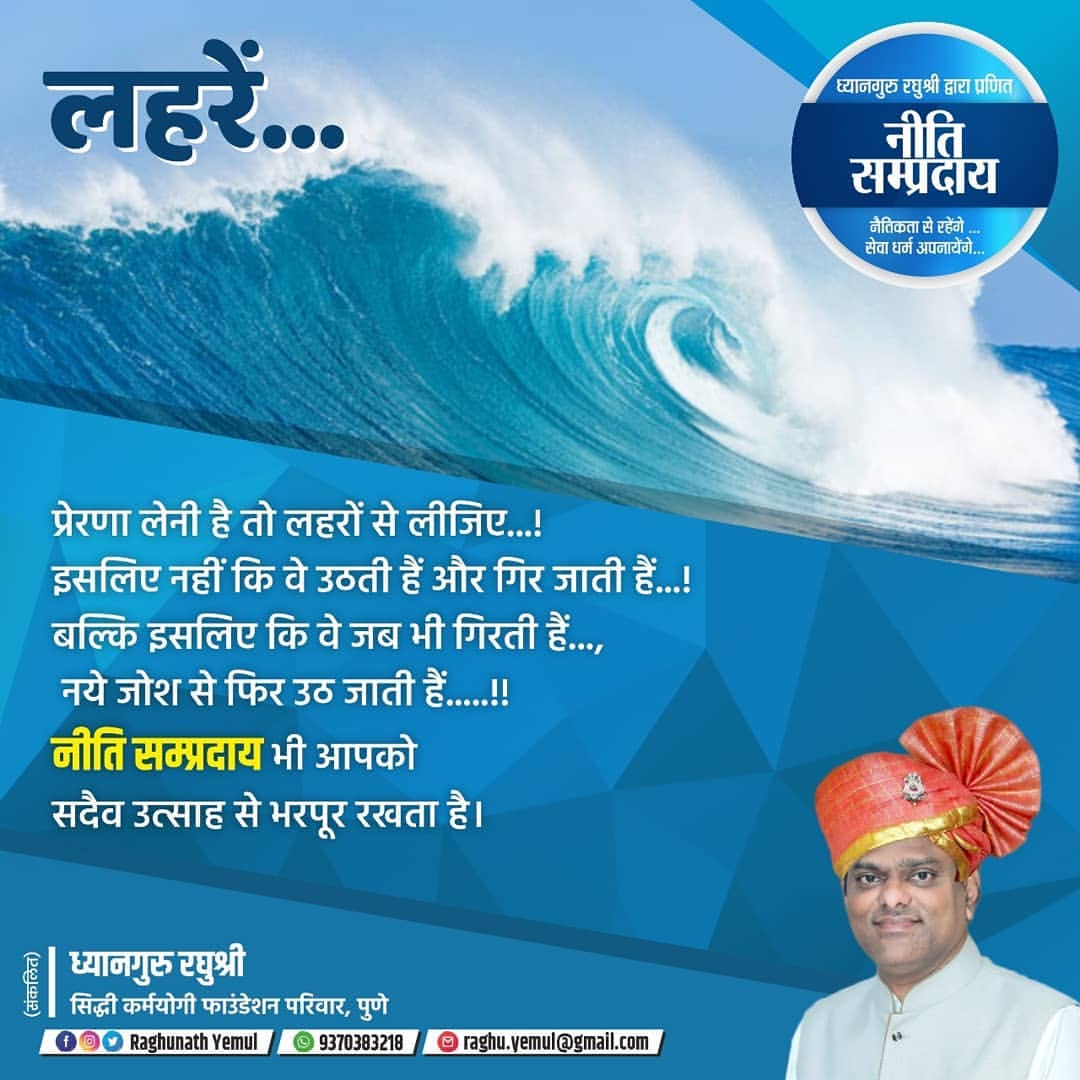 लहरें...
ध्यानगुरु रघुश्री द्वारा प्रणित
नीति
सम्प्रदाय
नैतिकता से रहेंगे ...
सेवा धर्म अपनायेंगे...
प्रेरणा लेनी है तो लहरों से लीजिए...!
इसलिए नहीं कि वे उठती हैं और गिर जाती हैं...!
बल्कि इसलिए कि वे जब भी गिरती हैं...,
नये जोश से फिर उठ जाती हैं.....!!
नीति सम्प्रदाय भी आपको
सदैव उत्साह से भरपूर रखता है।
(संकलित)
ध्यानगुरु रघुश्री
सिद्धी कर्मयोगी फाउंडेशन परिवार, पुणे
Raghunath Yemul 9370383218 raghu.yemul@gmail.com